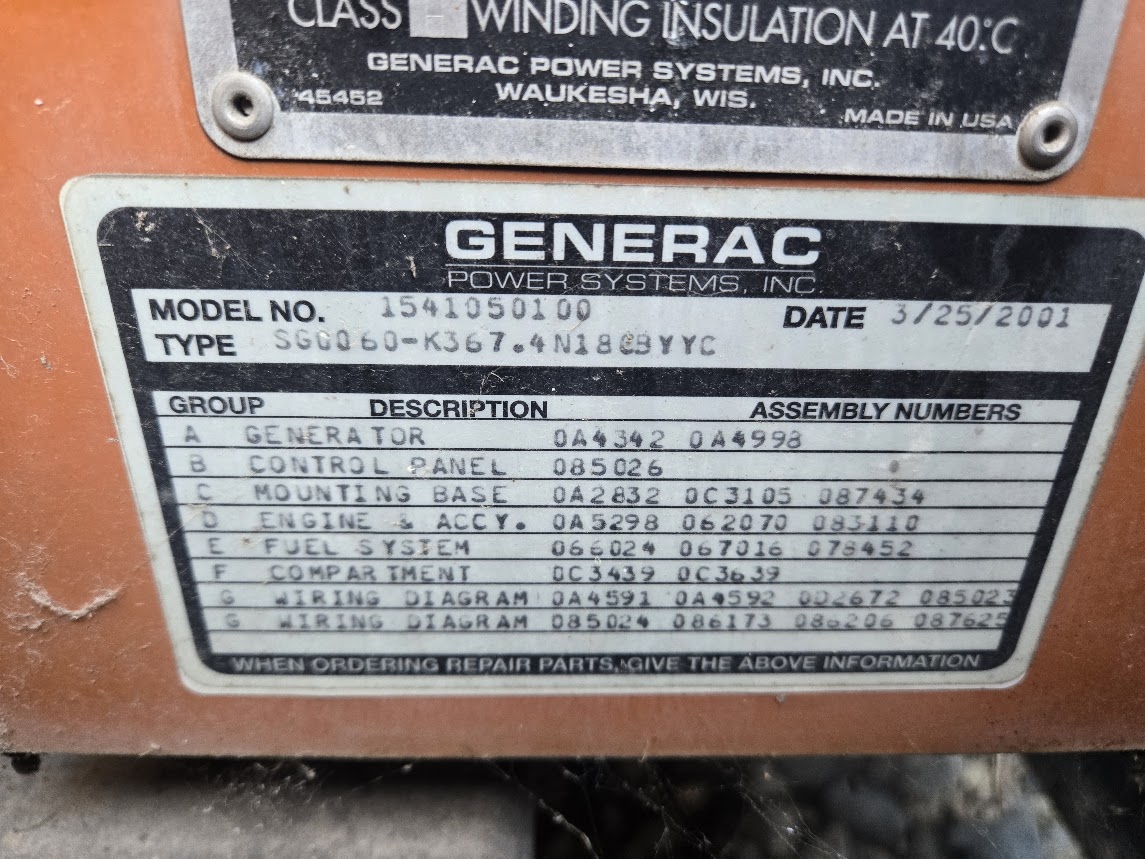 CLASS WINDING INSULATION AT 40°C
GENERAC POWER SYSTEMS, INC.
WAUKESHA, WIS.
45452
MADE IN USA
GENERAC
POWER SYSTEMS, INC.
MODEL NO. 1541050100 DATE 3/25/2001
TYPE SG0060-K367.4N18CBYYC
GROUP DESCRIPTION ASSEMBLY NUMBERS
A GENERATOR 0A4342 0A4998
B CONTROL PANEL 085026
C MOUNTING BASE 0A2832 0C3105 087434
D ENGINE & ACCY. 0A5298 062070 083110
E FUEL SYSTEM 066024 067016 078452
F COMPARTMENT 0C3439 0C3639
G WIRING DIAGRAM 0A4591 0A4592 0D2672 085023
G WIRING DIAGRAM 085024 086173 086206 087625
WHEN ORDERING REPAIR PARTS, GIVE THE ABOVE INFORMATION